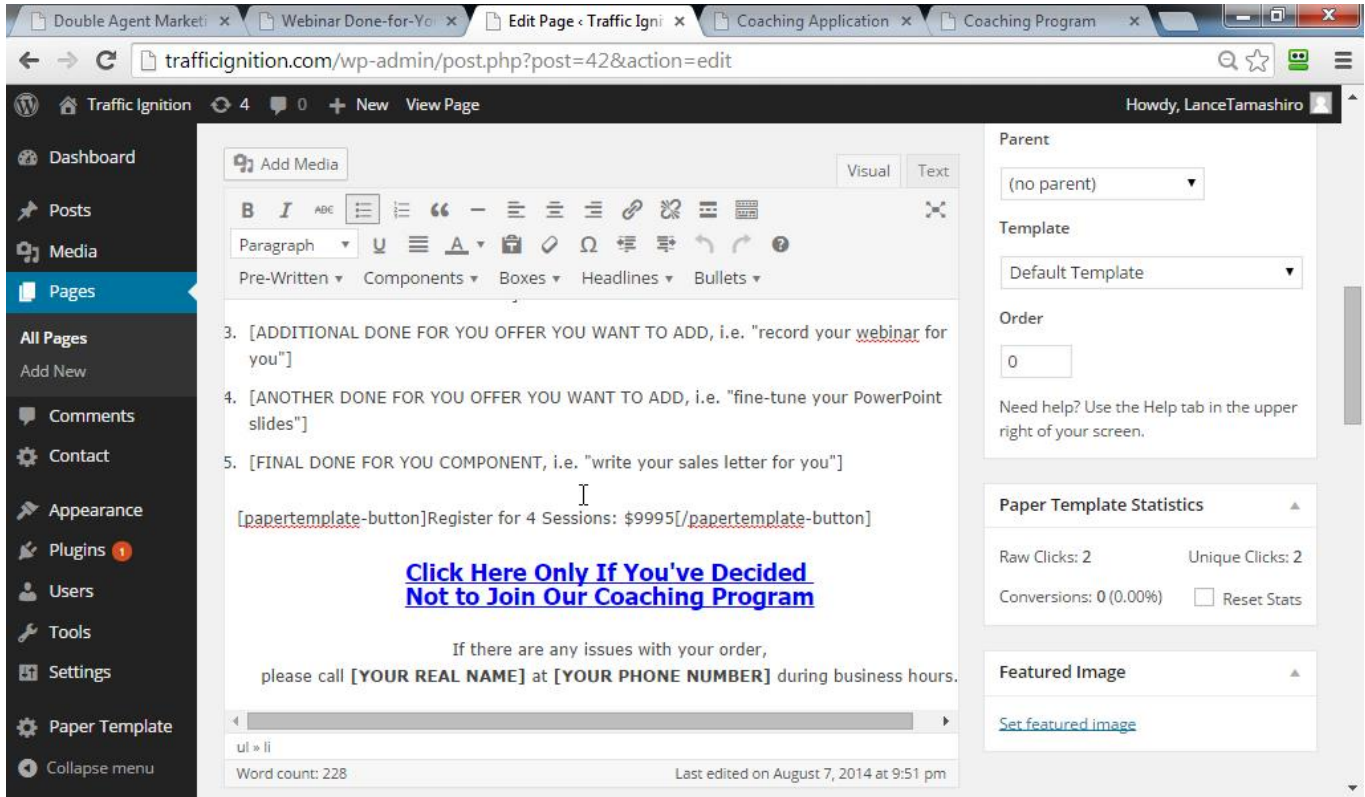 Double Agent Marketi
Webinar Done-for-Yo
Edit Page ‹ Traffic Igni
Coaching Application
Coaching Program
trafficignition.com/wp-admin/post.php?post=42&action=edit
Traffic Ignition 4 0 + New View Page Howdy, LanceTamashiro
Dashboard
Posts
Media
Pages
All Pages
Add New
Comments
Contact
Appearance
Plugins 1
Users
Tools
Settings
Paper Template
Collapse menu
Add Media
Visual Text
B I ABC
Paragraph U A Ω
Pre-Written Components Boxes Headlines Bullets
3. [ADDITIONAL DONE FOR YOU OFFER YOU WANT TO ADD, i.e. "record your webinar for
you"]
4. [ANOTHER DONE FOR YOU OFFER YOU WANT TO ADD, i.e. "fine-tune your PowerPoint
slides"]
5. [FINAL DONE FOR YOU COMPONENT, i.e. "write your sales letter for you"]
[papertemplate-button]Register for 4 Sessions: $9995[/papertemplate-button]
Click Here Only If You've Decided
Not to Join Our Coaching Program
If there are any issues with your order,
please call [YOUR REAL NAME] at [YOUR PHONE NUMBER] during business hours.
ul » li
Word count: 228 Last edited on August 7, 2014 at 9:51 pm
Parent
(no parent)
Template
Default Template
Order
0
Need help? Use the Help tab in the upper
right of your screen.
Paper Template Statistics
Raw Clicks: 2 Unique Clicks: 2
Conversions: 0 (0.00%) Reset Stats
Featured Image
Set featured image